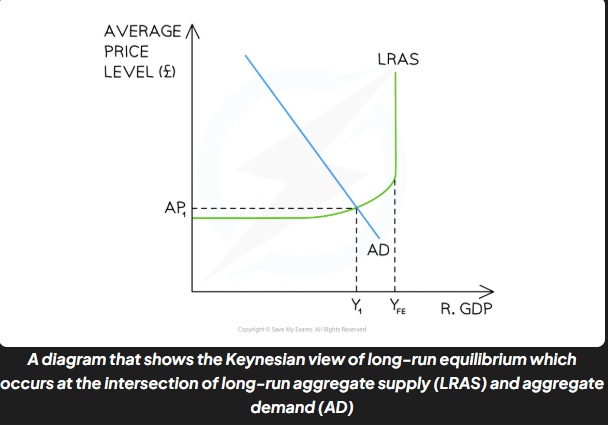 AVERAGE
PRICE
LEVEL (£)
LRAS
AP₁
AD
Y₁
Y_FE
R. GDP
Copyright © Save My Exams. All Rights Reserved
A diagram that shows the Keynesian view of long-run equilibrium which
occurs at the intersection of long-run aggregate supply (LRAS) and aggregate
demand (AD)